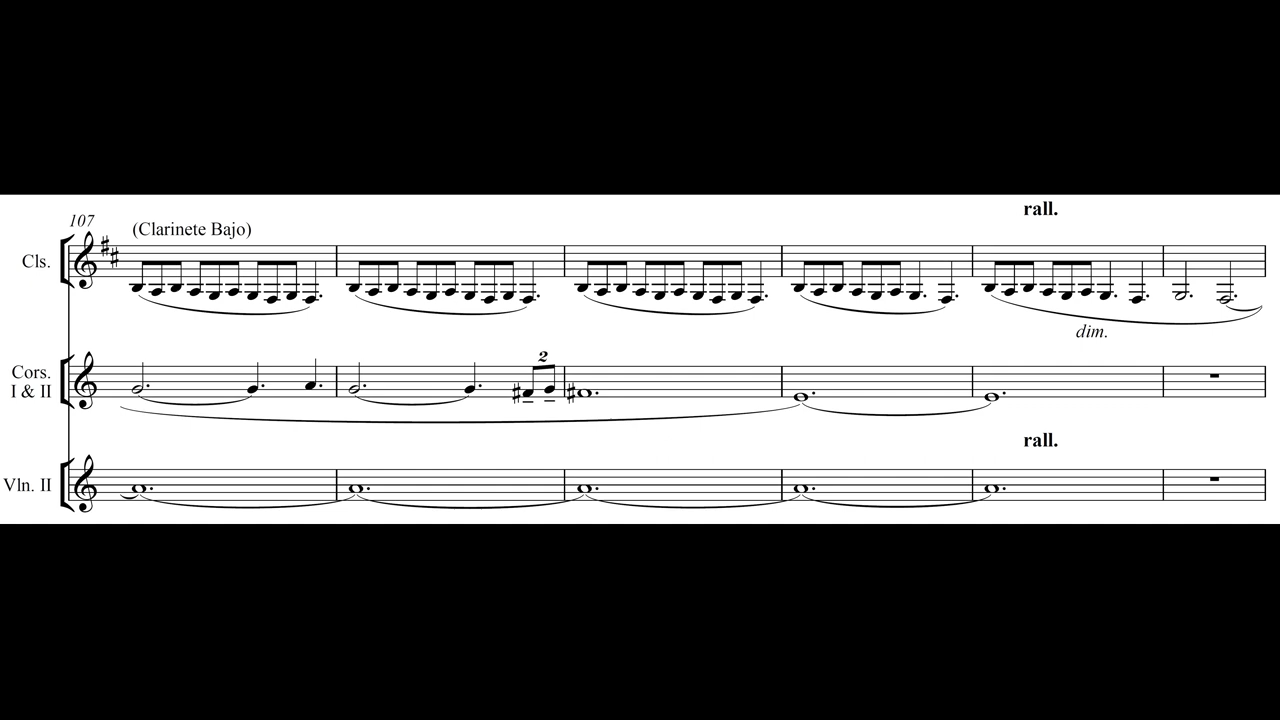 rall.
107
(Clarinete Bajo)
Cls.
dim.
2
Cors.
I & II
rall.
Vln. II